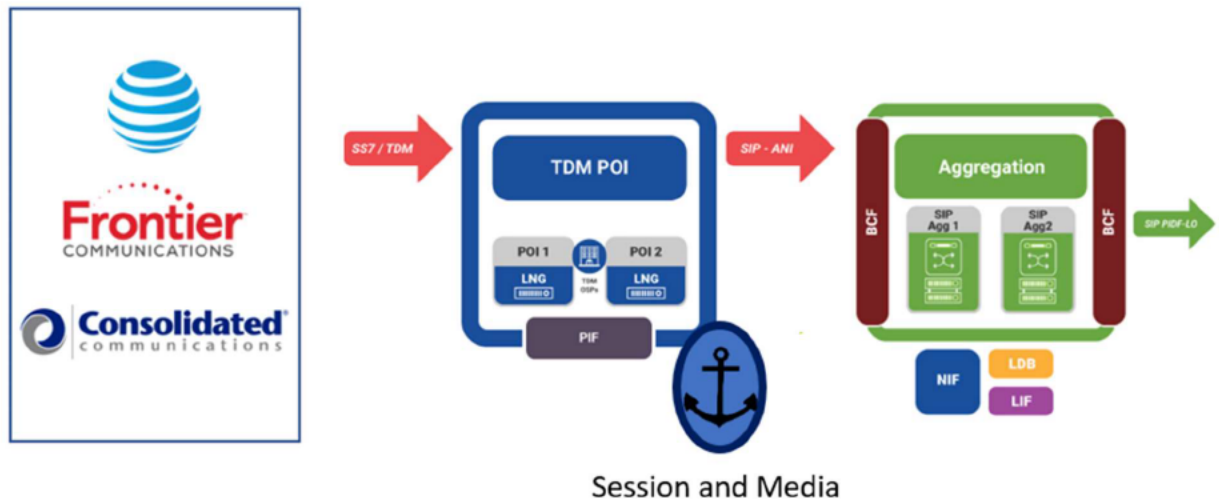 Frontier
COMMUNICATIONS
Consolidated
communications
SS7 / TDM
TDM POI
POI 1
LNG
TDM
OSPs
POI 2
LNG
PIF
SIP - ANI
BCF
Aggregation
SIP
Agg 1
SIP
Agg2
BCF
NIF
LDB
LIF
SIP PIDF-LO
Session and Media